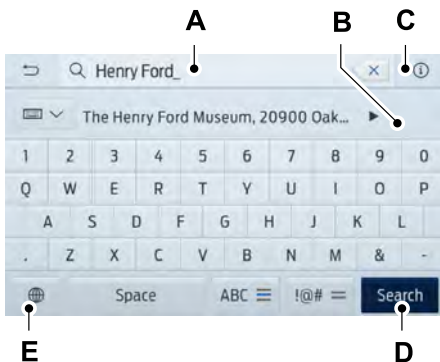 A
B
C
Henry Ford_
The Henry Ford Museum, 20900 Oak...
1 2 3 4 5 6 7 8 9 0
Q W E R T Y U I O P
A S D F G H J K L
. Z X C V B N M & -
Space ABC !@# Search
E
D